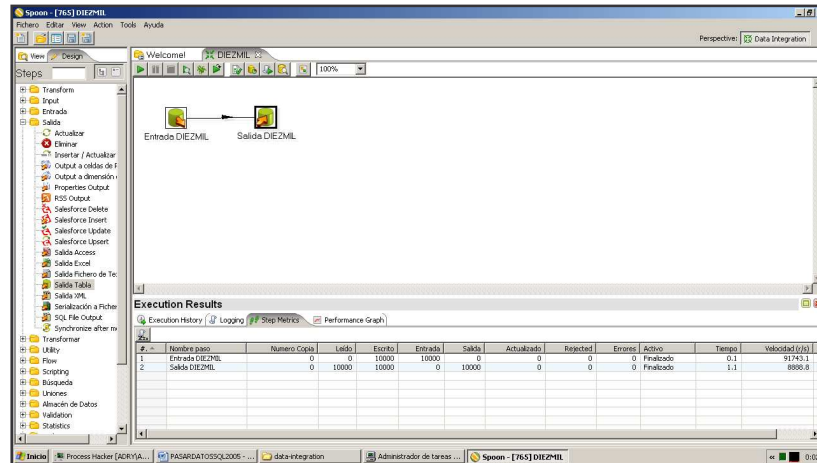 Spoon - [765] DIEZMIL
Fichero Editar View Action Tools Ayuda
Perspective: Data Integration
View Design
Welcome! DIEZMIL
Steps
100%
Transform
Input
Entrada
Salida
Actualizar
Eliminar
Insertar / Actualizar
Output a celdas de
Output a dimensión
Properties Output
RSS Output
Salesforce Delete
Salesforce Insert
Salesforce Update
Salesforce Upsert
Salida Access
Salida Excel
Salida Fichero de Te
Salida Tabla
Salida XML
Serialización a Ficher
SQL File Output
Synchronize after m
Transformar
Utility
Flow
Scripting
Búsqueda
Uniones
Almacén de Datos
Validation
Statistics
Entrada DIEZMIL Salida DIEZMIL
Execution Results
Execution History Logging Step Metrics Performance Graph
#. Nombre paso Numero Copia Leído Escrito Entrada Salida Actualizado Rejected Errores Activo Tiempo Velocidad (r/s)
1 Entrada DIEZMIL 0 0 10000 10000 0 0 0 0 Finalizado 0.1 91743.1
2 Salida DIEZMIL 0 10000 10000 0 10000 0 0 0 Finalizado 1.1 8888.8
Inicio Process Hacker [ADRY\A... PASARDATOSSQL2005 - ... data-integration Administrador de tareas ... Spoon - [765] DIEZMIL